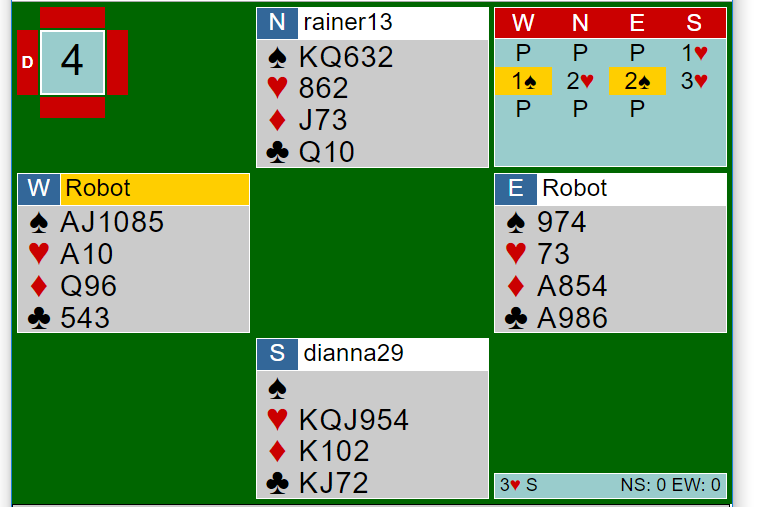 D 4
N rainer13
♠ KQ632
♥ 862
♦ J73
♣ Q10
W N E S
P P P 1♥
1♠ 2♥ 2♠ 3♥
P P P
W Robot
♠ AJ1085
♥ A10
♦ Q96
♣ 543
E Robot
♠ 974
♥ 73
♦ A854
♣ A986
S dianna29
♠
♥ KQJ954
♦ K102
♣ KJ72
3♥ S NS: 0 EW: 0